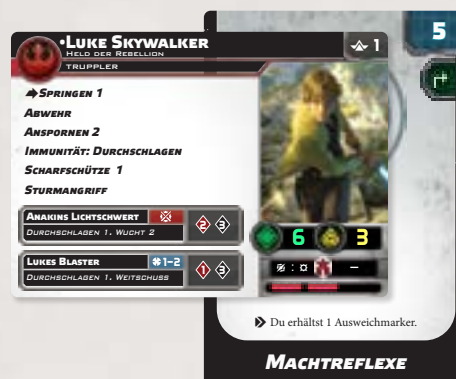 •Luke Skywalker
Held der Rebellion
Truppler
1
Springen 1
Abwehr
Anspornen 2
Immunität: Durchschlagen
Scharfschütze 1
Sturmangriff
Anakins Lichtschwert
2 3
Durchschlagen 1. Wucht 2
Lukes Blaster 1–2
1 3
Durchschlagen 1. Weitschuss
6 3
: –
5
Du erhältst 1 Ausweichmarker.
Machtreflexe